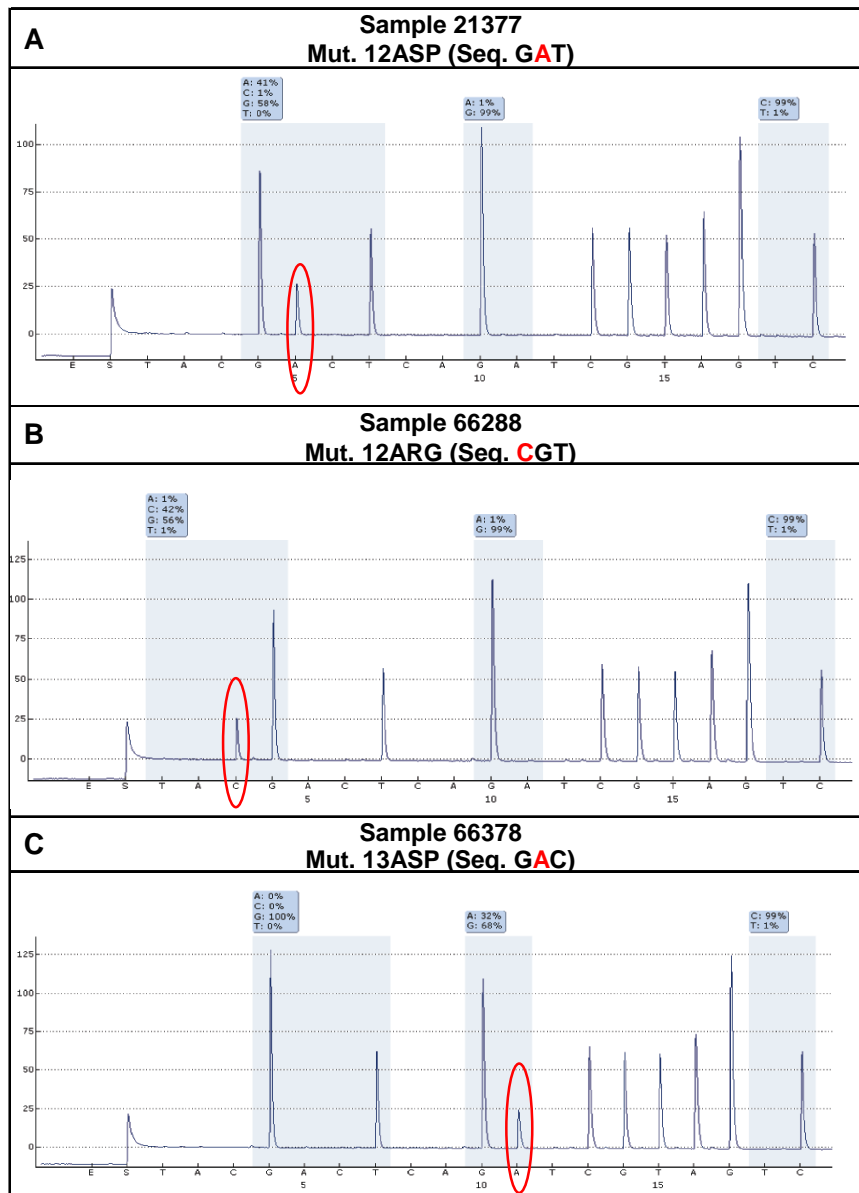 A
Sample 21377
Mut. 12ASP (Seq. GAT)
A: 41%
C: 1%
G: 58%
T: 0%
A: 1%
G: 99%
C: 99%
T: 1%
100
75
50
25
0
E S T A C G A C T C A G A T C G T A G T C
5 10 15
B
Sample 66288
Mut. 12ARG (Seq. CGT)
A: 1%
C: 42%
G: 56%
T: 1%
A: 1%
G: 99%
C: 99%
T: 1%
125
100
75
50
25
0
E S T A C G A C T C A G A T C G T A G T C
5 10 15
C
Sample 66378
Mut. 13ASP (Seq. GAC)
A: 0%
C: 0%
G: 100%
T: 0%
A: 32%
G: 68%
C: 99%
T: 1%
125
100
75
50
25
0
E S T A C G A C T C A G A T C G T A G T C
5 10 15